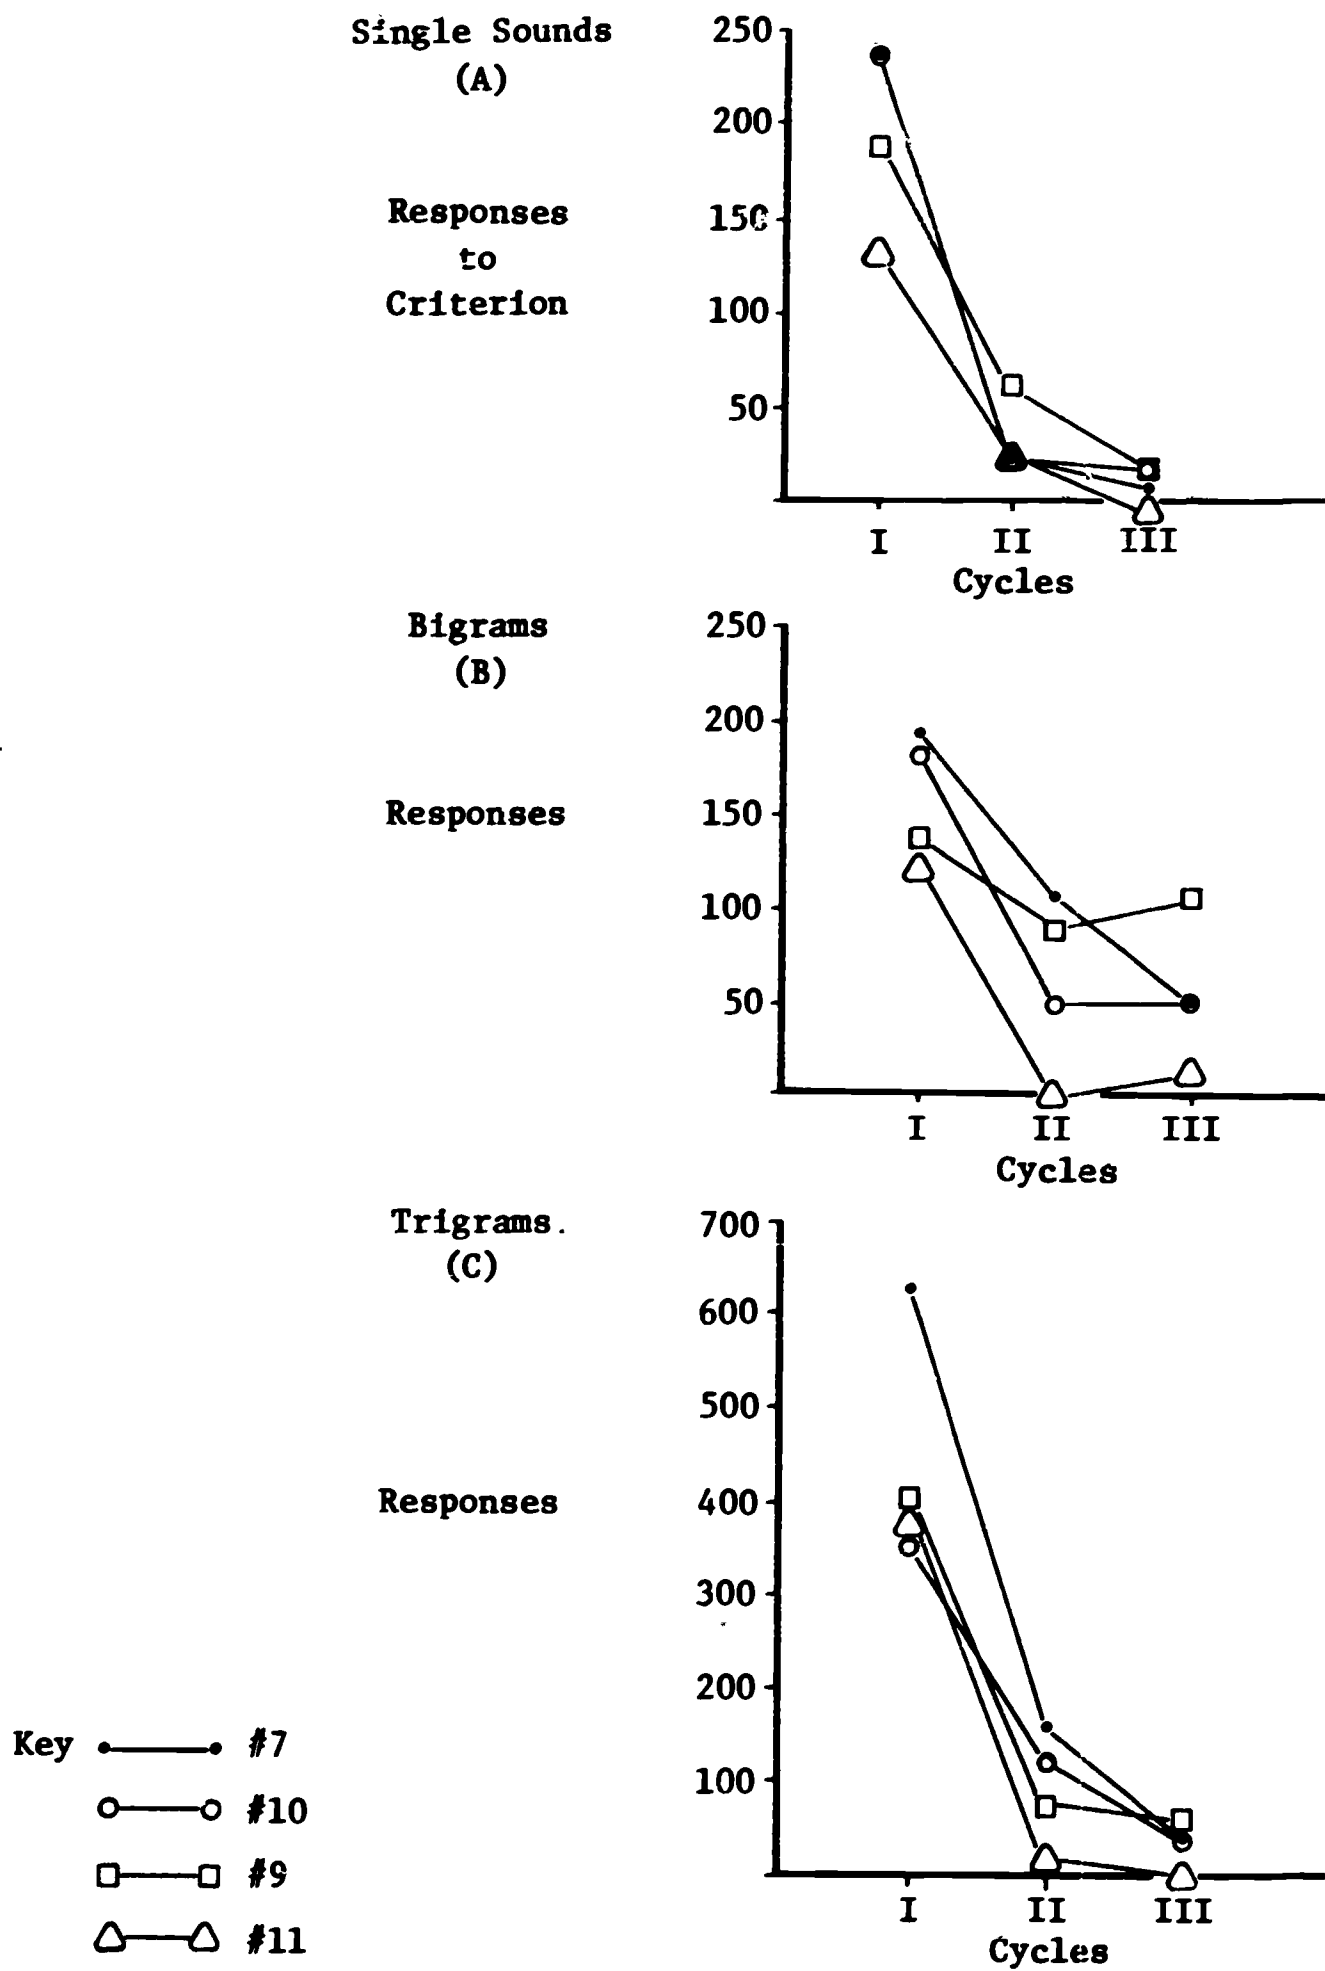 Single Sounds
(A)
Responses
to
Criterion
250
200
150
100
50
I II III
Cycles
Bigrams
(B)
Responses
250
200
150
100
50
I II III
Cycles
Trigrams.
(C)
Responses
700
600
500
400
300
200
100
I II III
Cycles
Key #7
#10
#9
#11